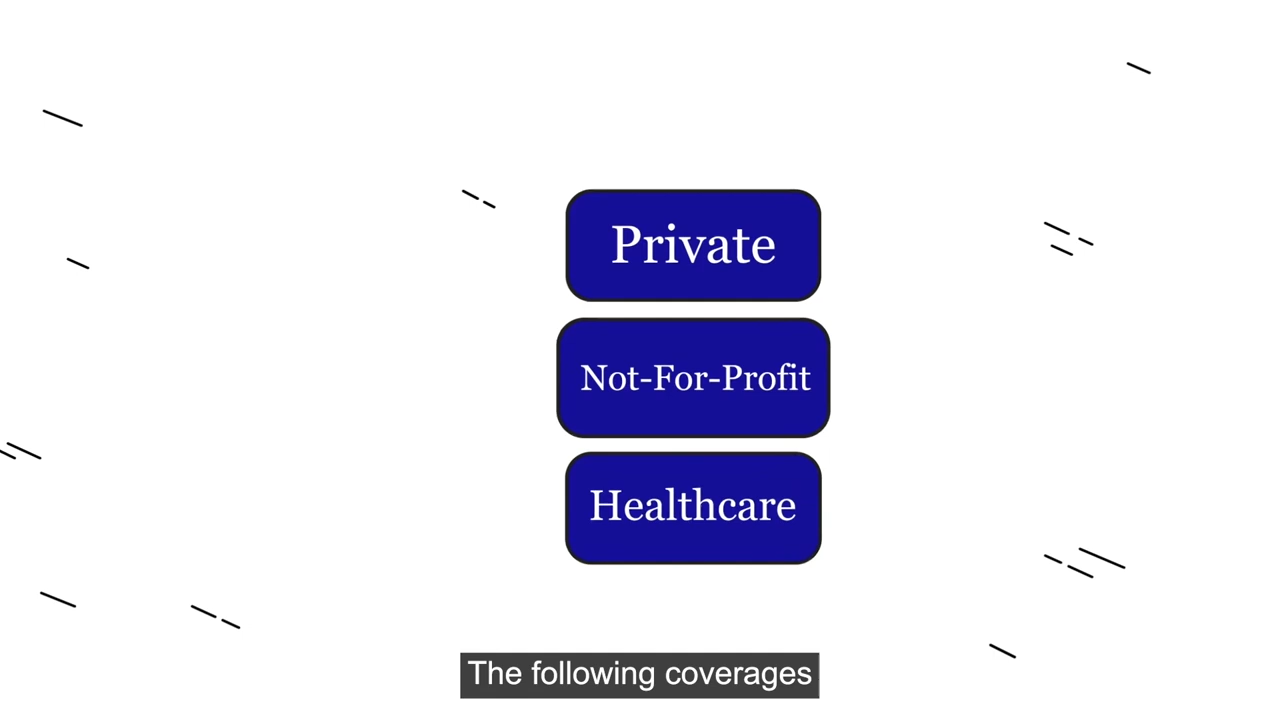 Private
Not-For-Profit
Healthcare
The following coverages